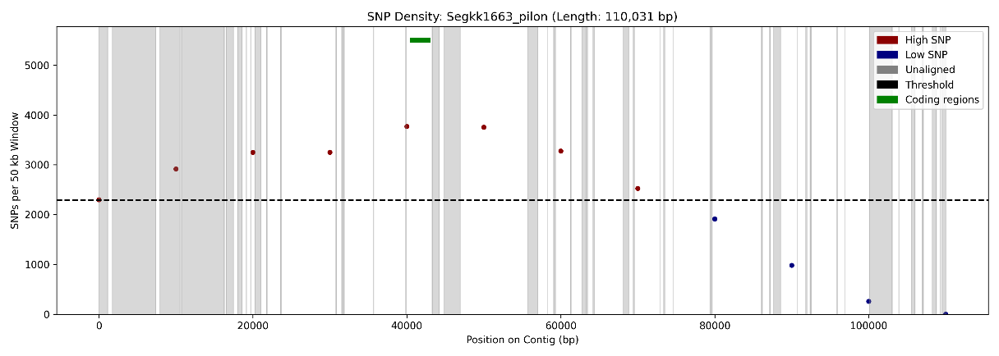 SNP Density: Segkk1663_pilon (Length: 110,031 bp)
SNPs per 50 kb Window
5000
4000
3000
2000
1000
0
High SNP
Low SNP
Unaligned
Threshold
Coding regions
0
20000
40000
60000
80000
100000
Position on Contig (bp)